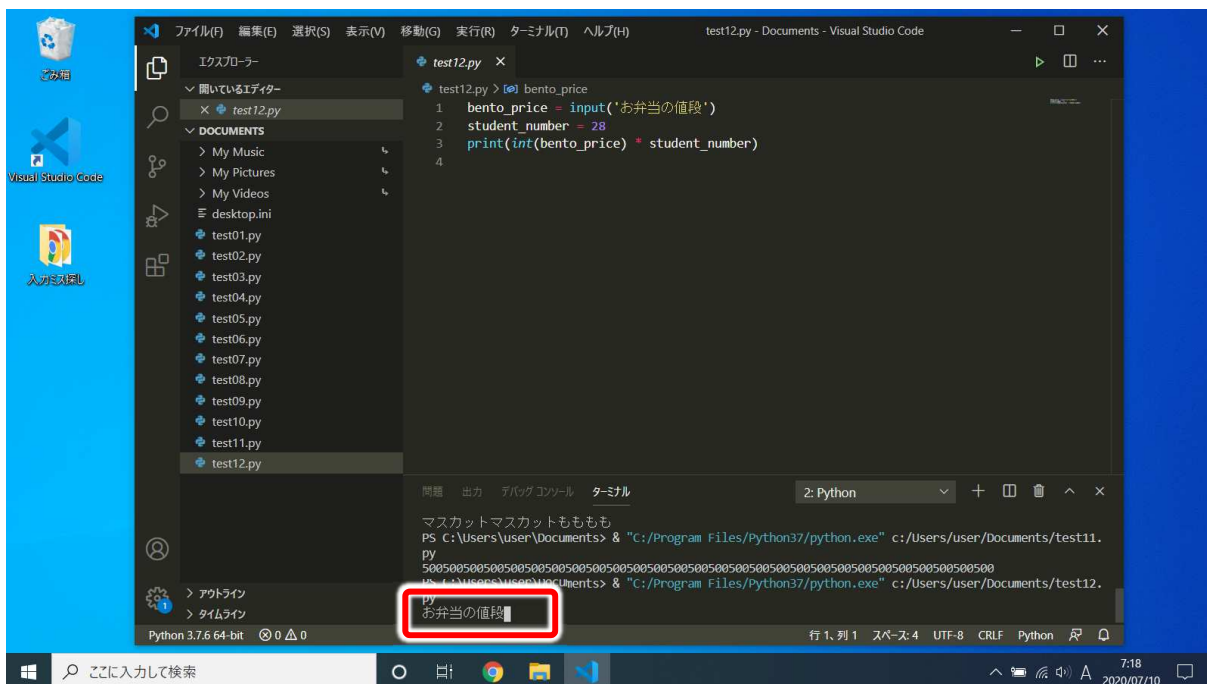 ごみ箱
Visual Studio Code
入力ミス探し
ファイル(F) 編集(E) 選択(S) 表示(V) 移動(G) 実行(R) ターミナル(T) ヘルプ(H) test12.py - Documents - Visual Studio Code
エクスプローラー
開いているエディター
test12.py
DOCUMENTS
My Music
My Pictures
My Videos
desktop.ini
test01.py
test02.py
test03.py
test04.py
test05.py
test06.py
test07.py
test08.py
test09.py
test10.py
test11.py
test12.py
アウトライン
タイムライン
test12.py
test12.py > bento_price
1 bento_price = input('お弁当の値段')
2 student_number = 28
3 print(int(bento_price) * student_number)
4
問題 出力 デバッグ コンソール ターミナル 2: Python
マスカットマスカットももももも
PS C:\Users\user\Documents> & "C:/Program Files/Python37/python.exe" c:/Users/user/Documents/test11.
py
500500500500500500500500500500500500500500500500500500500500500500500500500500500500
PS C:\Users\user\Documents> & "C:/Program Files/Python37/python.exe" c:/Users/user/Documents/test12.
py
お弁当の値段
Python 3.7.6 64-bit 0 0 行 1、列 1 スペース: 4 UTF-8 CRLF Python
1
ここに入力して検索
A 7:18
2020/07/10